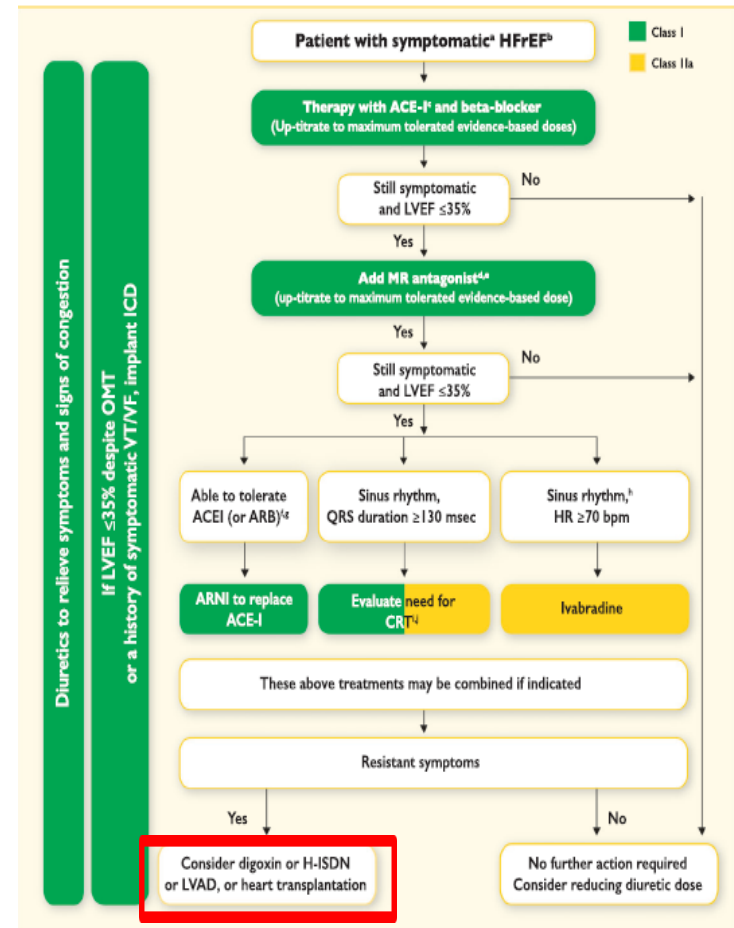 Patient with symptomaticᵃ HFrEFᵇ
Class I
Class IIa
Therapy with ACE-Iᶜ and beta-blocker
(Up-titrate to maximum tolerated evidence-based doses)
Still symptomatic
and LVEF ≤35%
No
Yes
Add MR antagonistᵈ,ᵉ
(up-titrate to maximum tolerated evidence-based dose)
Yes
Still symptomatic
and LVEF ≤35%
No
Yes
Able to tolerate
ACEI (or ARB)ᶠ,ᵍ
Sinus rhythm,
QRS duration ≥130 msec
Sinus rhythm,ʰ
HR ≥70 bpm
ARNI to replace
ACE-I
Evaluate need for
CRTⁱ,ʲ
Ivabradine
These above treatments may be combined if indicated
Resistant symptoms
Yes
No
Consider digoxin or H-ISDN
or LVAD, or heart transplantation
No further action required
Consider reducing diuretic dose
Diuretics to relieve symptoms and signs of congestion
If LVEF ≤35% despite OMT
or a history of symptomatic VT/VF, implant ICD